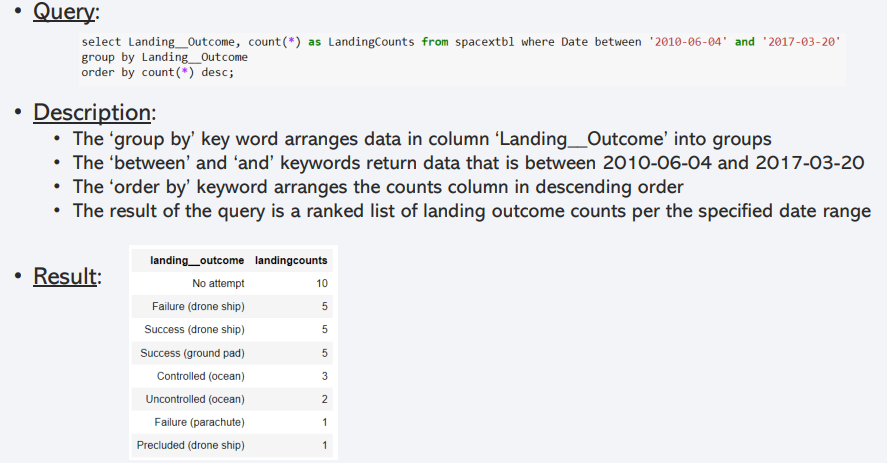 • Query:
select Landing__Outcome, count(*) as LandingCounts from spacextbl where Date between '2010-06-04' and '2017-03-20'
group by Landing__Outcome
order by count(*) desc;
• Description:
• The ‘group by’ key word arranges data in column ‘Landing__Outcome’ into groups
• The ‘between’ and ‘and’ keywords return data that is between 2010-06-04 and 2017-03-20
• The ‘order by’ keyword arranges the counts column in descending order
• The result of the query is a ranked list of landing outcome counts per the specified date range
• Result:
landing__outcome landingcounts
No attempt 10
Failure (drone ship) 5
Success (drone ship) 5
Success (ground pad) 5
Controlled (ocean) 3
Uncontrolled (ocean) 2
Failure (parachute) 1
Precluded (drone ship) 1